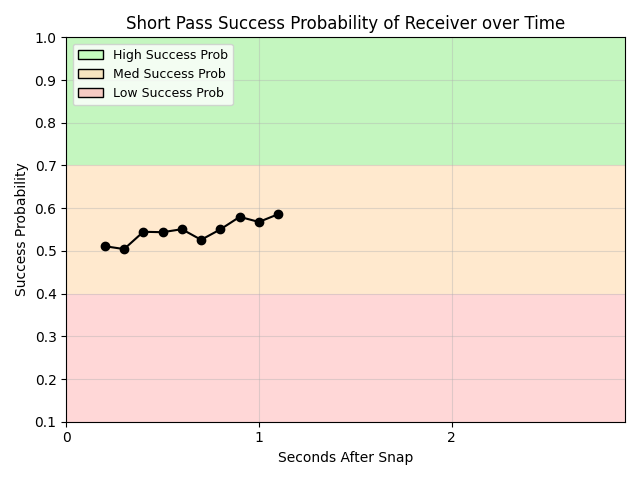 Short Pass Success Probability of Receiver over Time
1.0
0.9
0.8
0.7
0.6
0.5
0.4
0.3
0.2
0.1
Success Probability
High Success Prob
Med Success Prob
Low Success Prob
0 1 2
Seconds After Snap